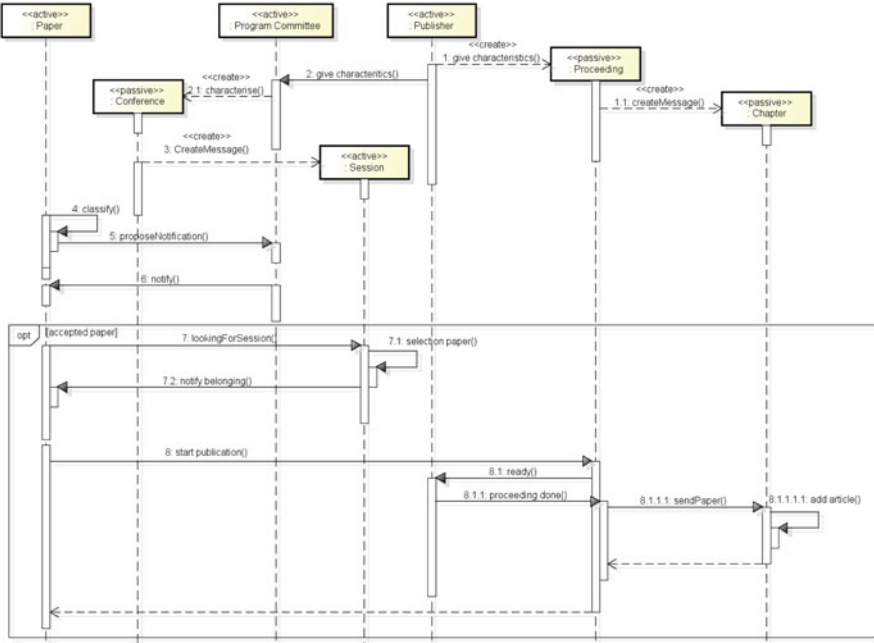 <<active>>
: Paper
<<active>>
: Program Committee
<<active>>
: Publisher
<<create>>
1: give characteristics()
<<passive>>
: Proceeding
<<create>>
2.1: characterise()
2: give characteritics()
<<passive>>
: Conference
<<create>>
1.1: createMessage()
<<passive>>
: Chapter
<<create>>
3: CreateMessage()
<<active>>
: Session
4: classify()
5: proposeNotification()
6: notify()
opt
[accepted paper]
7: lookingForSession()
7.1: selection paper()
7.2: notify belonging()
8: start publication()
8.1: ready()
8.1.1: proceeding done()
8.1.1.1: sendPaper()
8.1.1.1.1: add article()